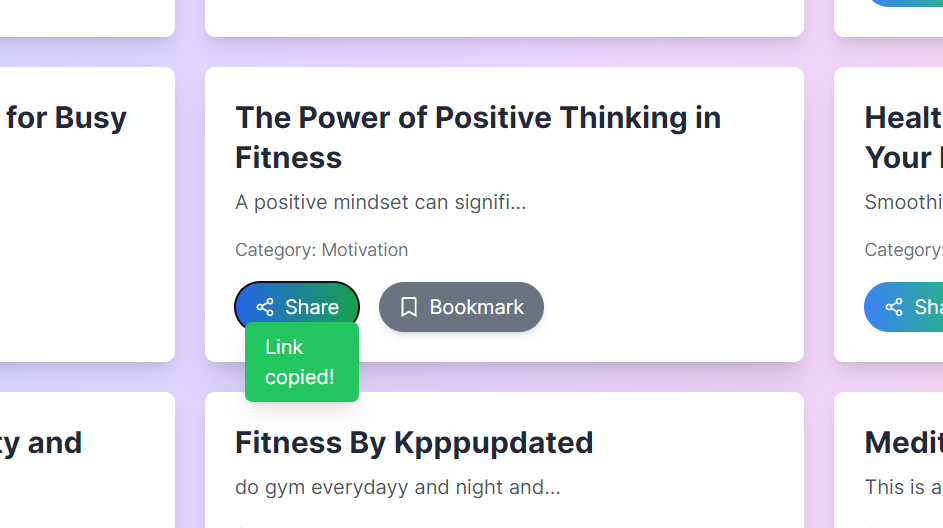 for Busy
The Power of Positive Thinking in
Fitness
A positive mindset can signifi...
Category: Motivation
Share
Bookmark
Link
copied!
Healt
Your
Smoothi
Category:
Sha
ty and
Fitness By Kpppupdated
do gym everydayy and night and...
Medit
This is a